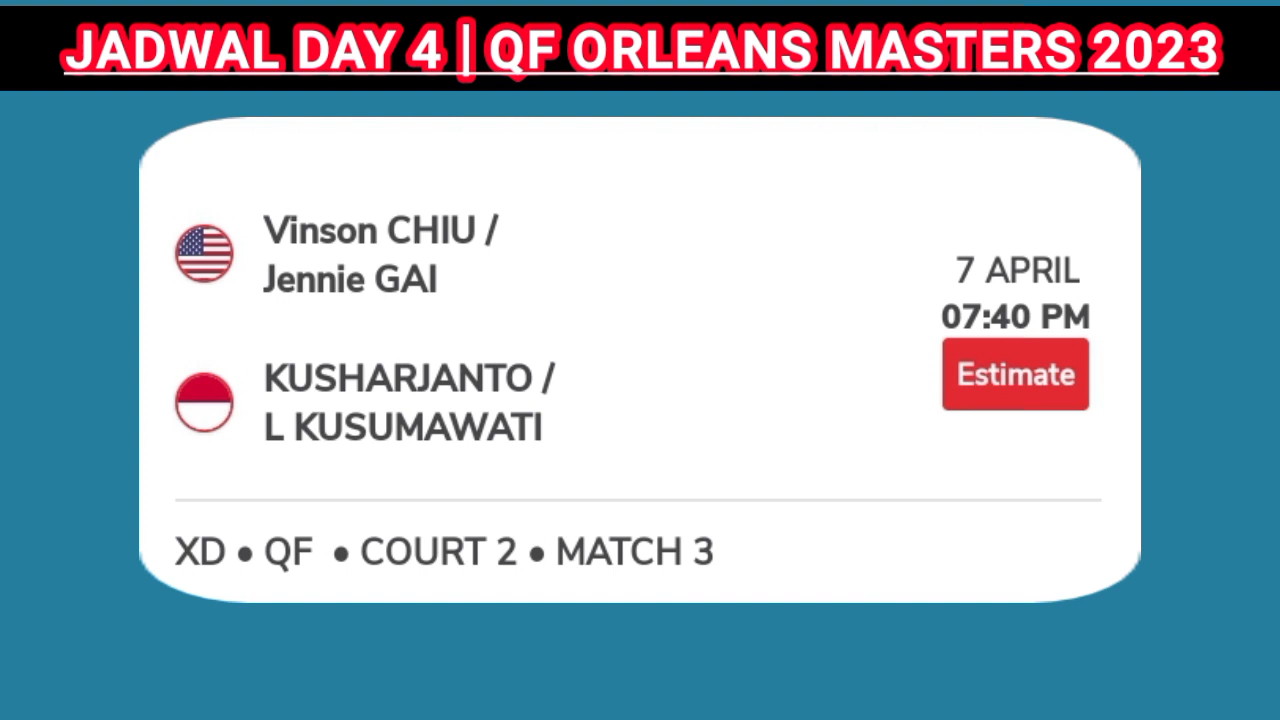 JADWAL DAY 4 | QF ORLEANS MASTERS 2023
Vinson CHIU /
Jennie GAI
7 APRIL
07:40 PM
Estimate
KUSHARJANTO /
L KUSUMAWATI
XD • QF • COURT 2 • MATCH 3